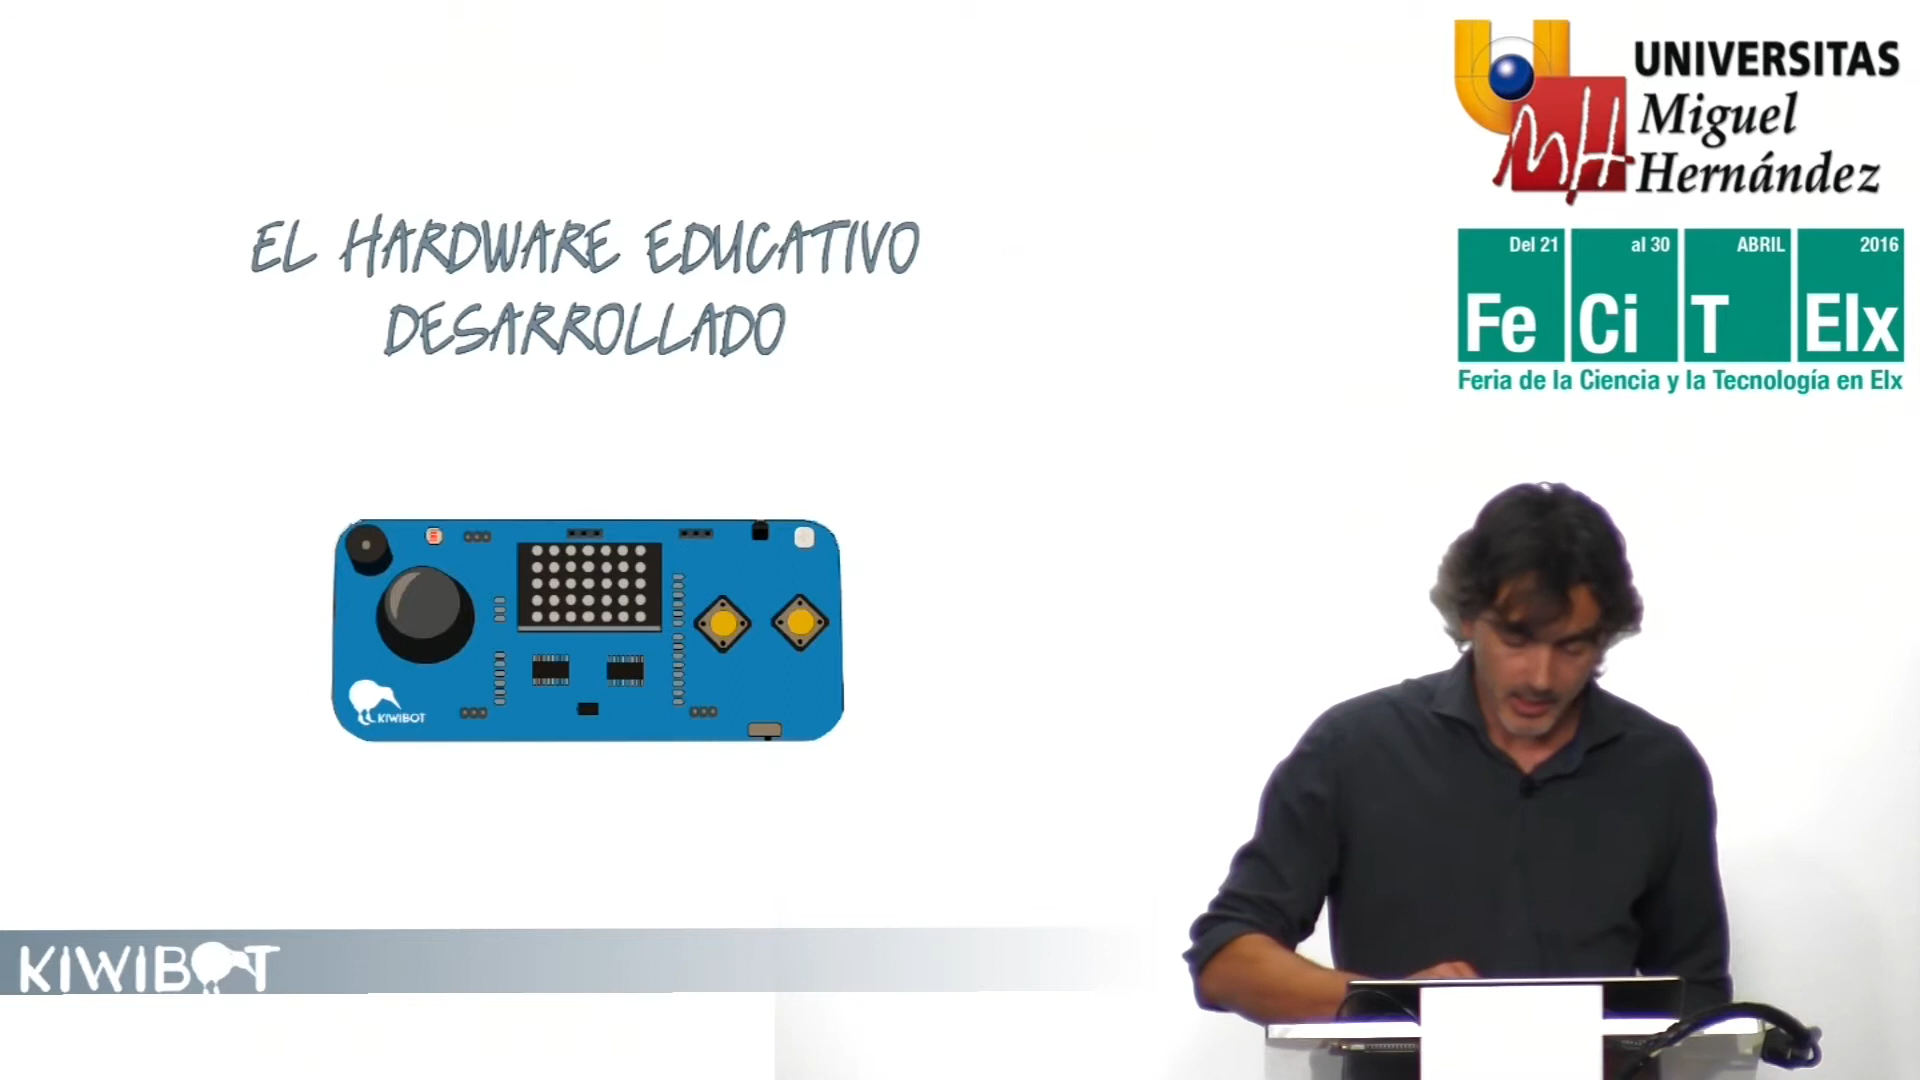 EL HARDWARE EDUCATIVO
DESARROLLADO
KIWIBOT
KIWIBOT
UNIVERSITAS
Miguel
Hernández
UMH
Del 21 al 30 ABRIL 2016
Fe Ci T Elx
Feria de la Ciencia y la Tecnología en Elx